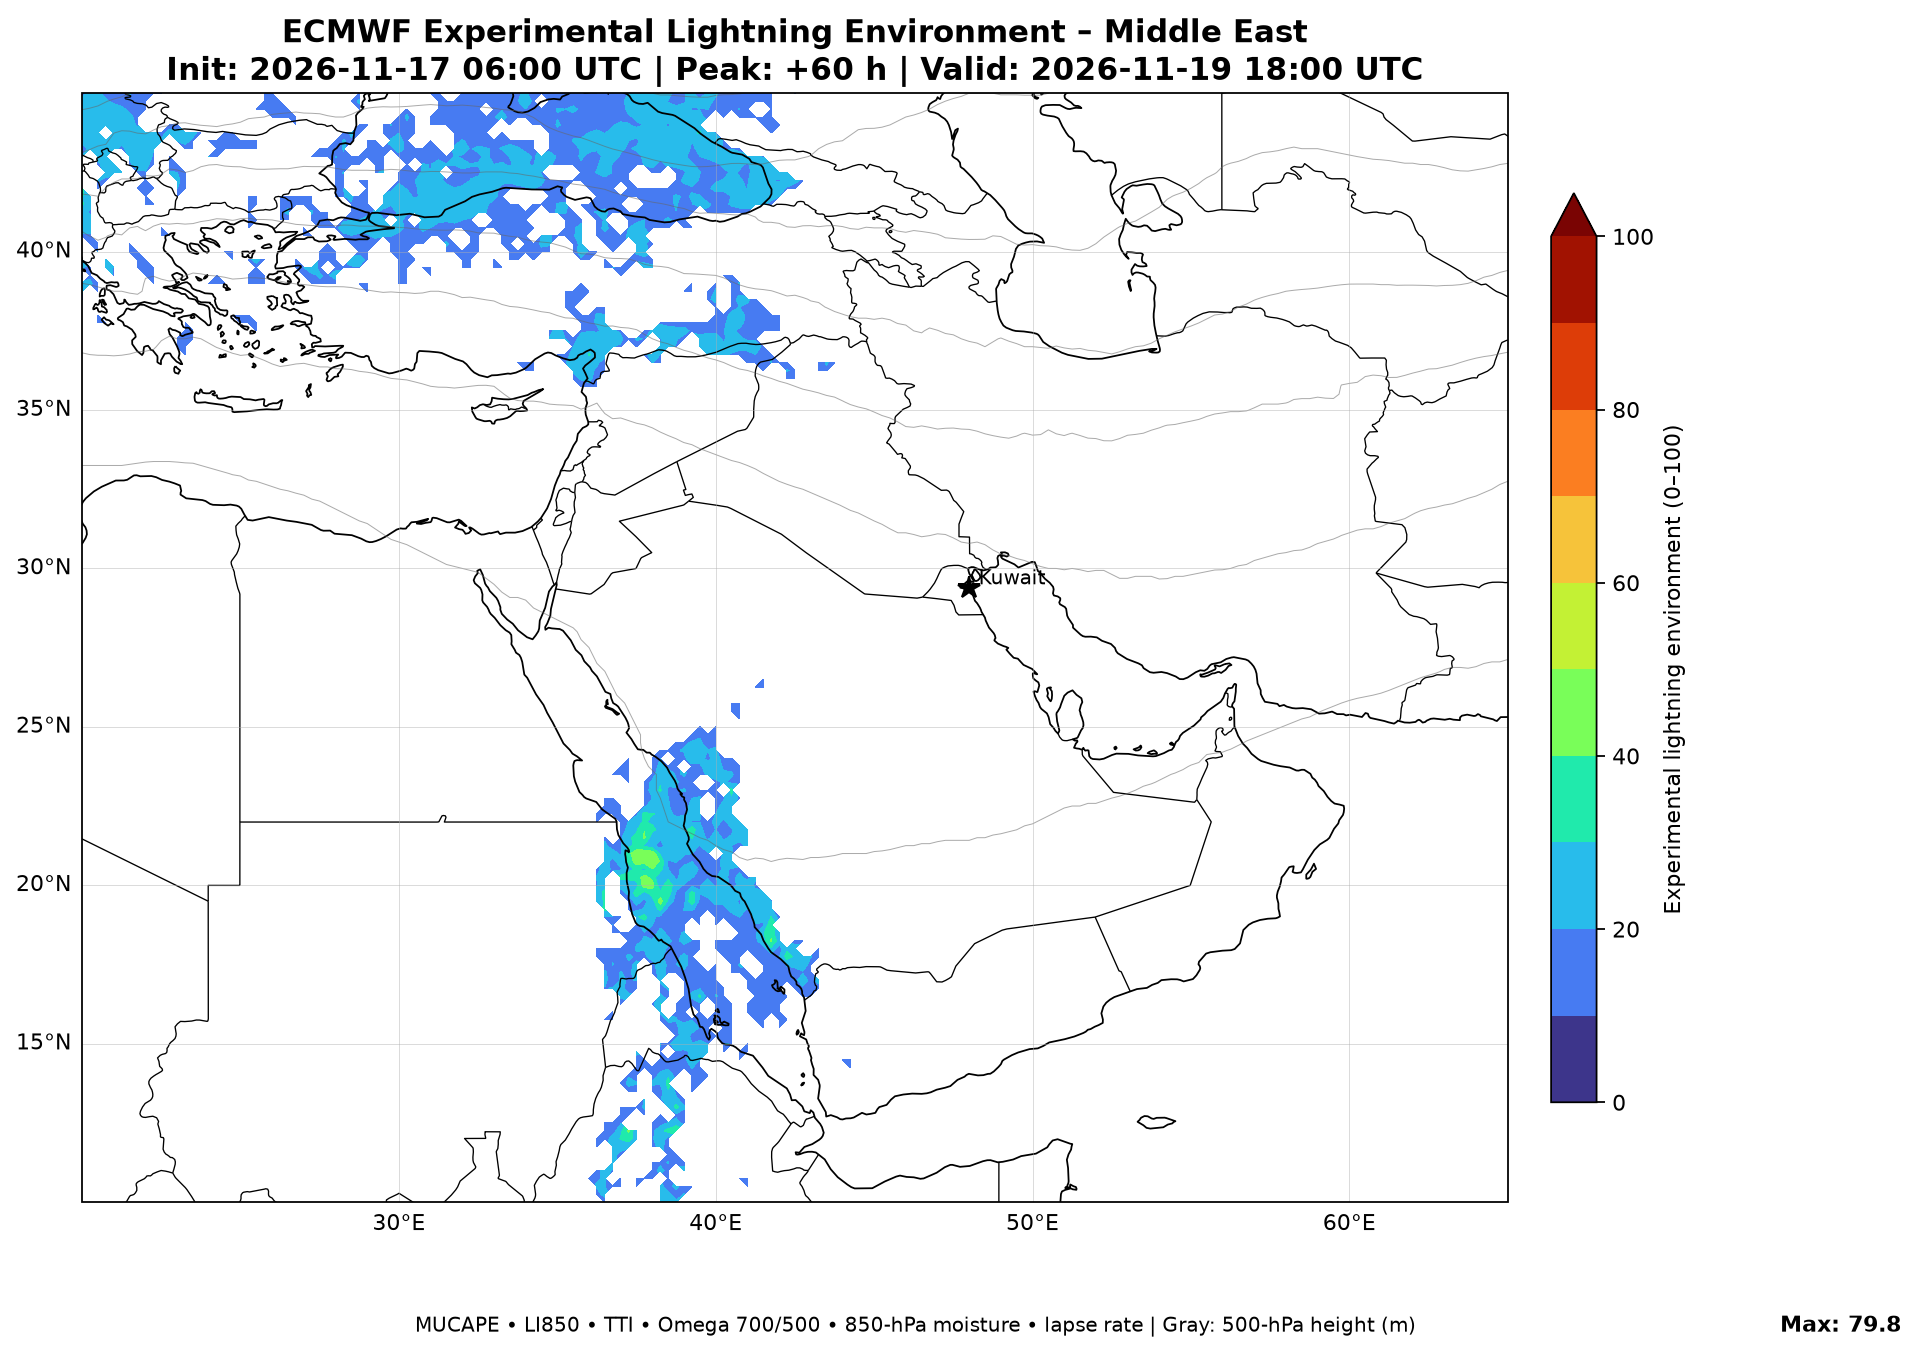 ECMWF Experimental Lightning Environment – Middle East
Init: 2026-11-17 06:00 UTC | Peak: +60 h | Valid: 2026-11-19 18:00 UTC
40°N
35°N
30°N
25°N
20°N
15°N
30°E
40°E
50°E
60°E
Kuwait
100
80
60
40
20
0
Experimental lightning environment (0–100)
MUCAPE • LI850 • TTI • Omega 700/500 • 850-hPa moisture • lapse rate | Gray: 500-hPa height (m)
Max: 79.8